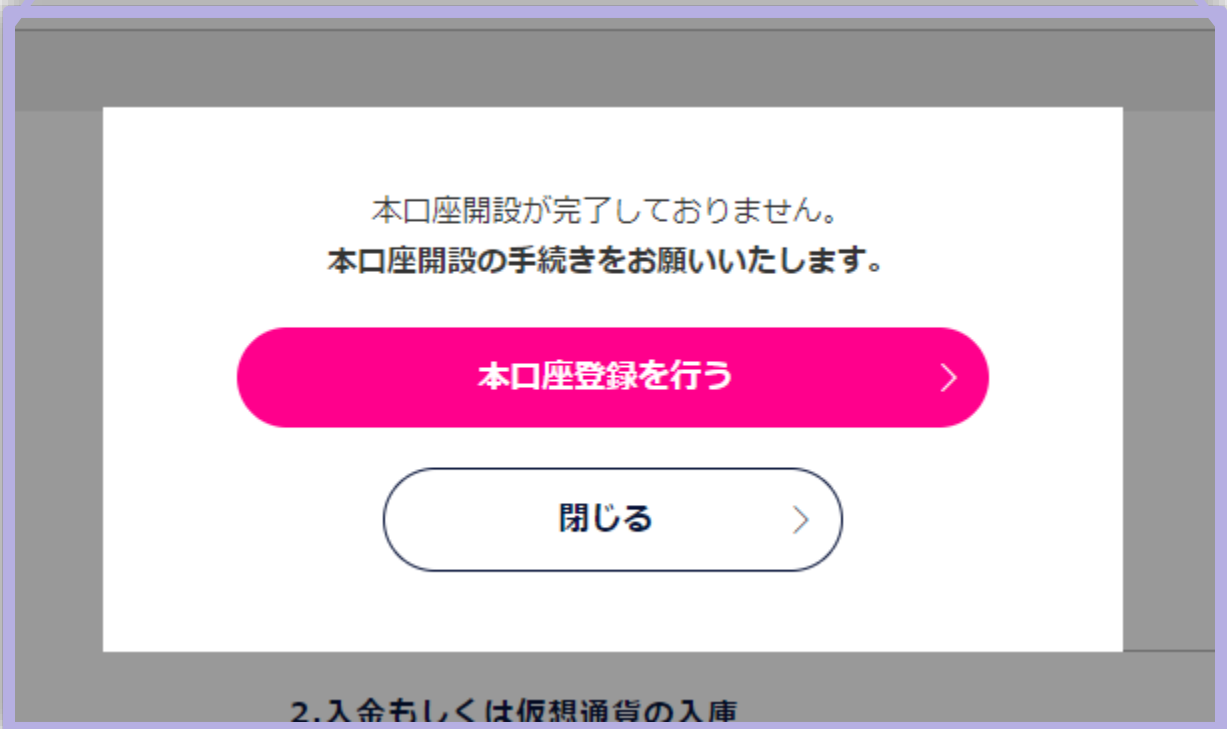 本口座開設が完了しておりません。
本口座開設の手続きをお願いいたします。
本口座登録を行う
閉じる
2.入金もしくは仮想通貨の入庫